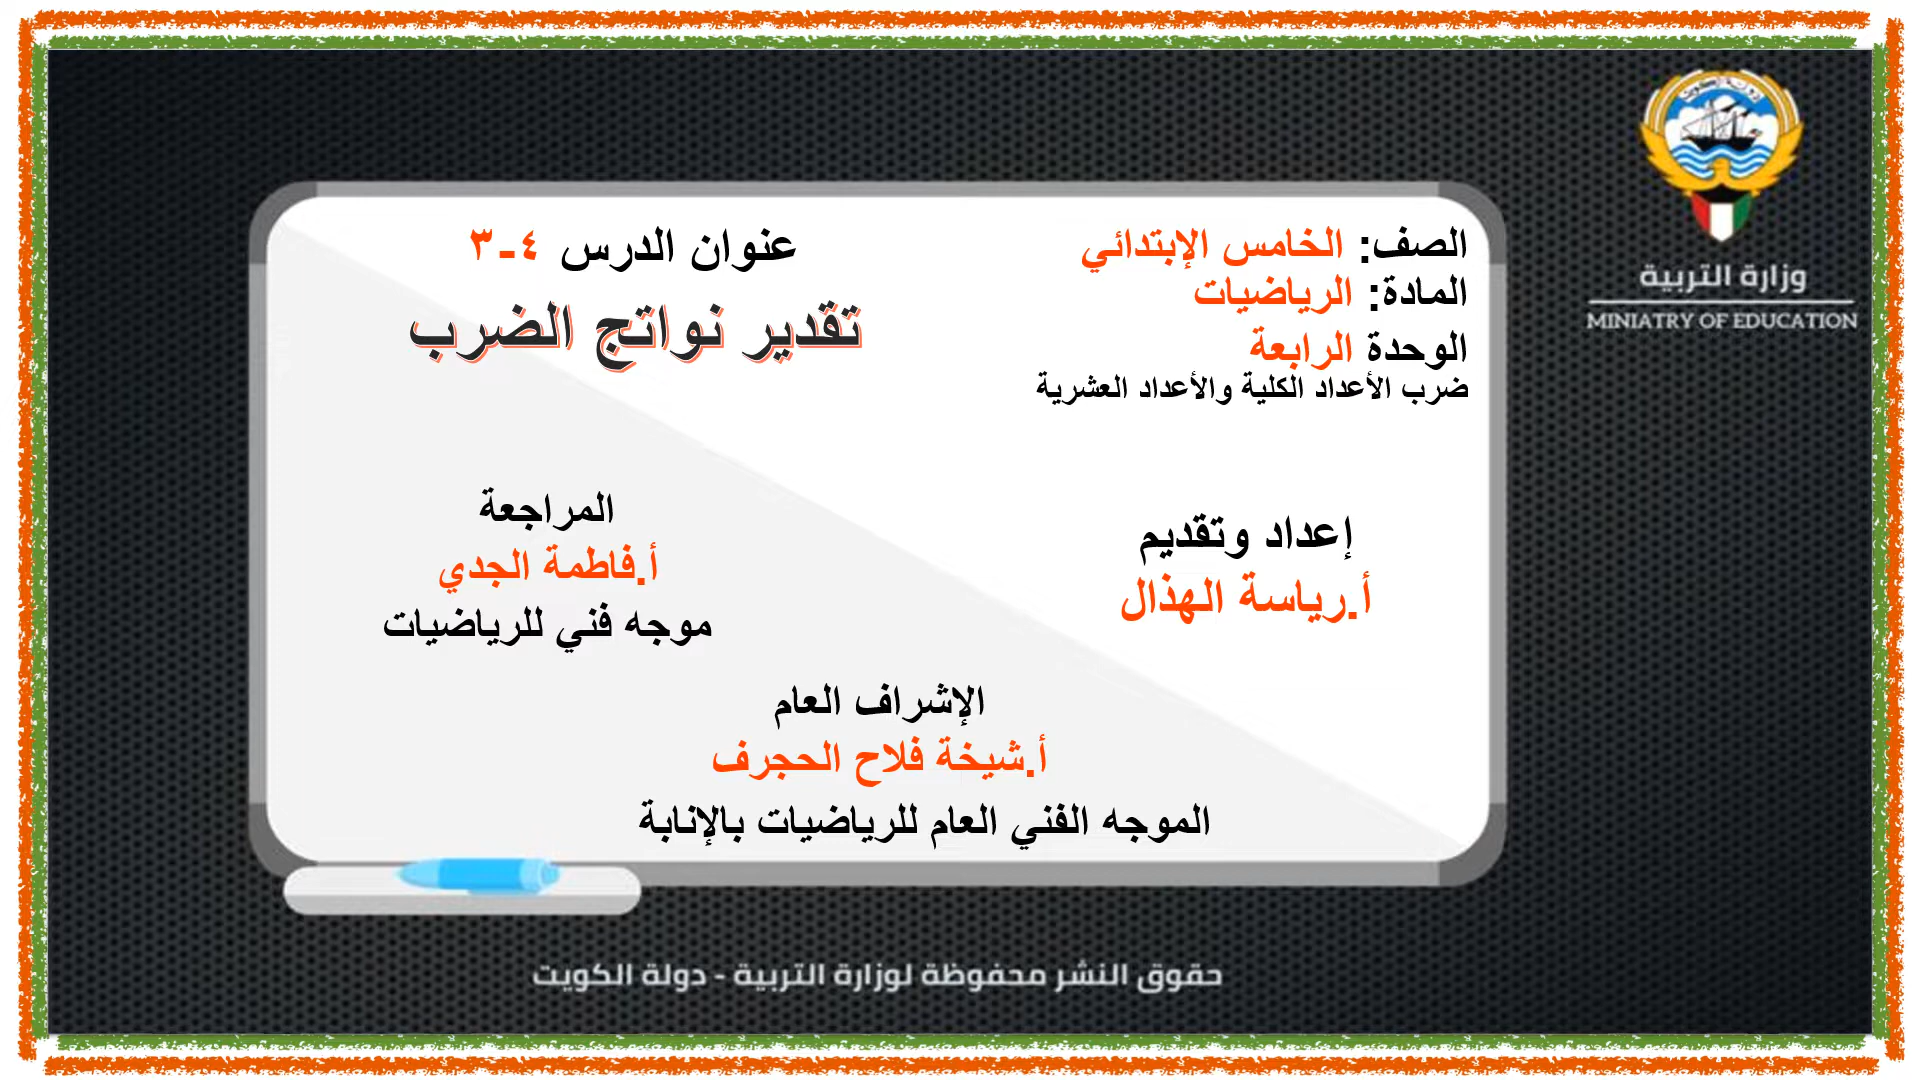 وزارة التربية
MINIATRY OF EDUCATION
الصف: الخامس الإبتدائي
المادة: الرياضيات
الوحدة الرابعة
ضرب الأعداد الكلية والأعداد العشرية
عنوان الدرس ٤-٣
تقدير نواتج الضرب
إعداد وتقديم
أ.رياسة الهذال
المراجعة
أ.فاطمة الجدي
موجه فني للرياضيات
الإشراف العام
أ.شيخة فلاح الحجرف
الموجه الفني العام للرياضيات بالإنابة
حقوق النشر محفوظة لوزارة التربية - دولة الكويت